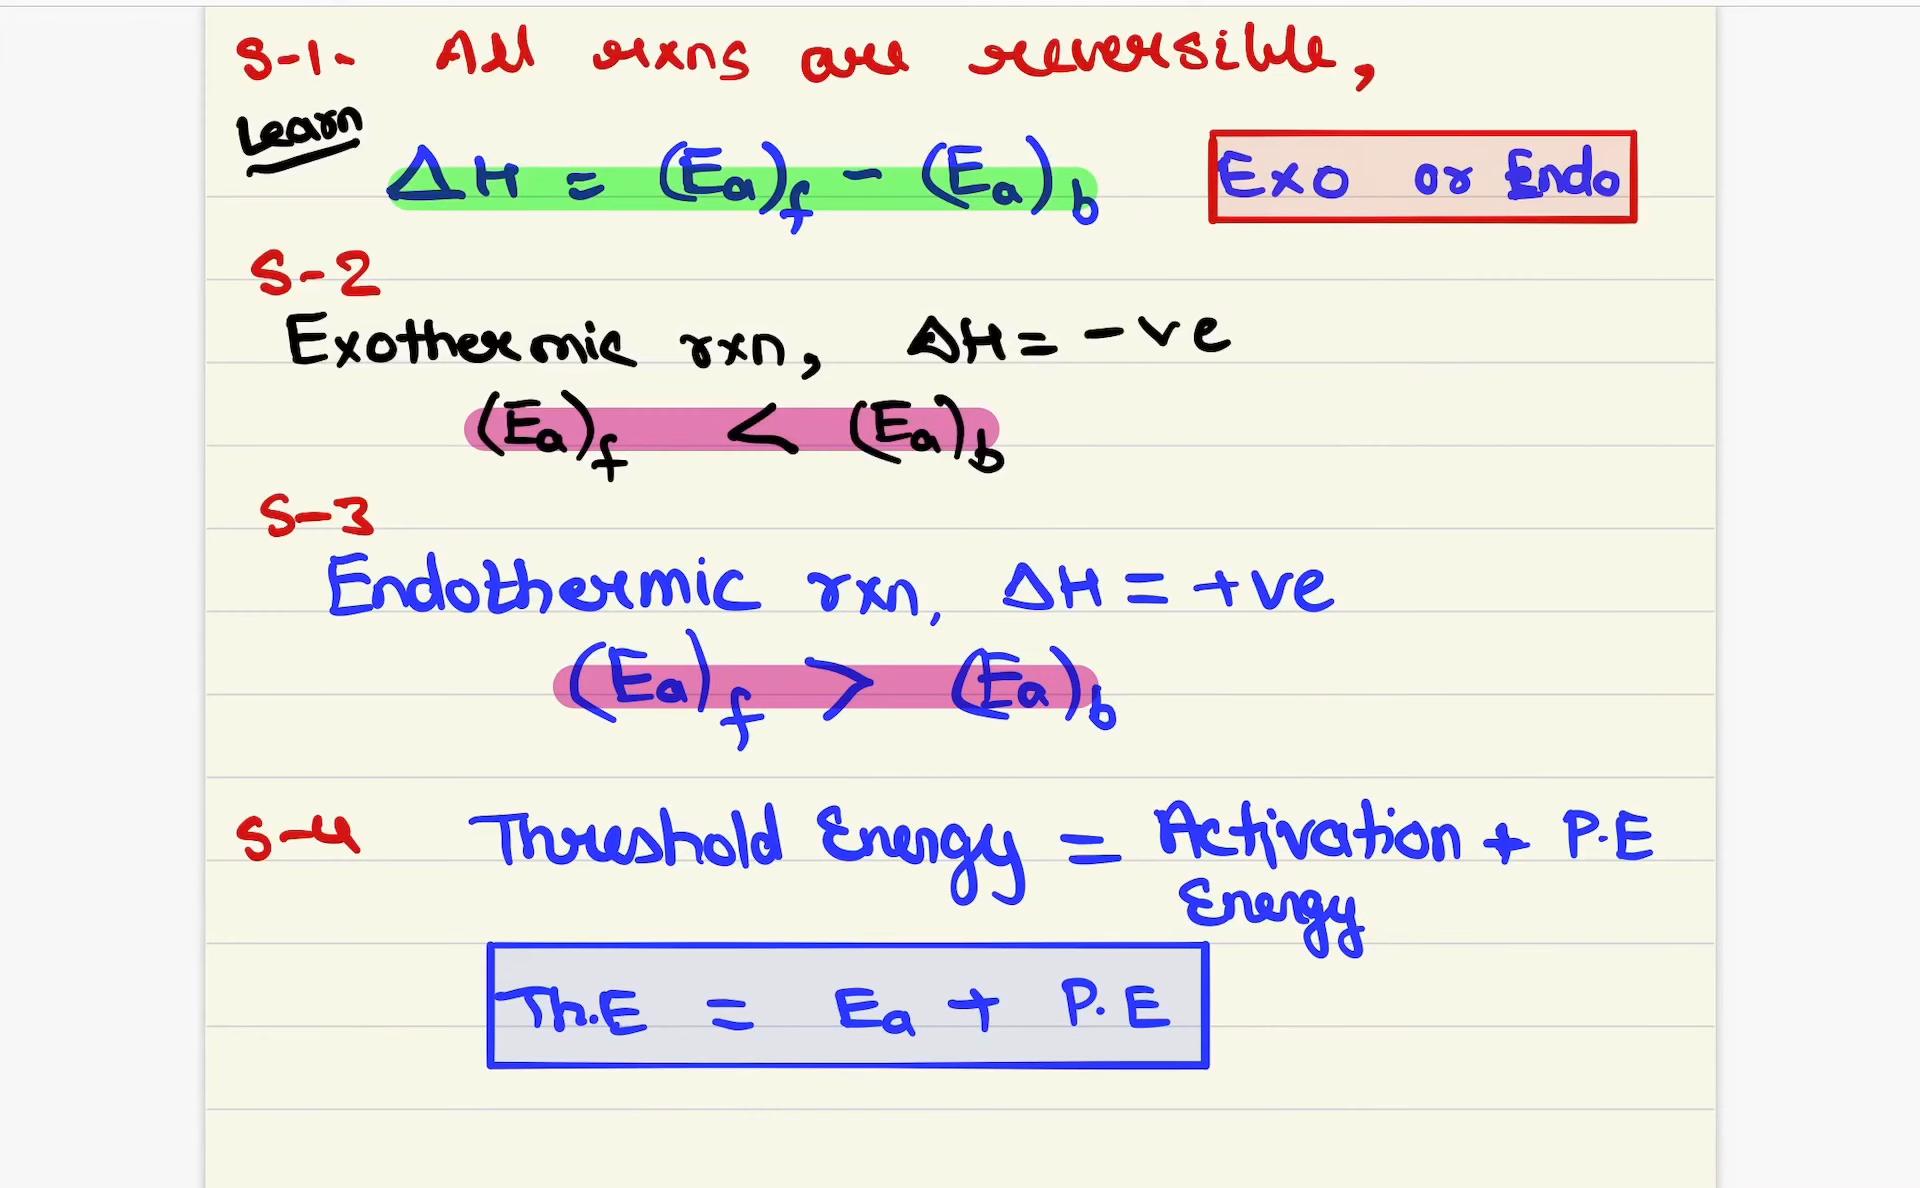 S-1- All rxns are reversible,
Learn
ΔH = (Ea)f - (Ea)b Exo or Endo
S-2
Exothermic rxn, ΔH = -ve
(Ea)f < (Ea)b
S-3
Endothermic rxn, ΔH = +ve
(Ea)f > (Ea)b
S-4 Threshold Energy = Activation + P.E
Energy
Th.E = Ea + P.E